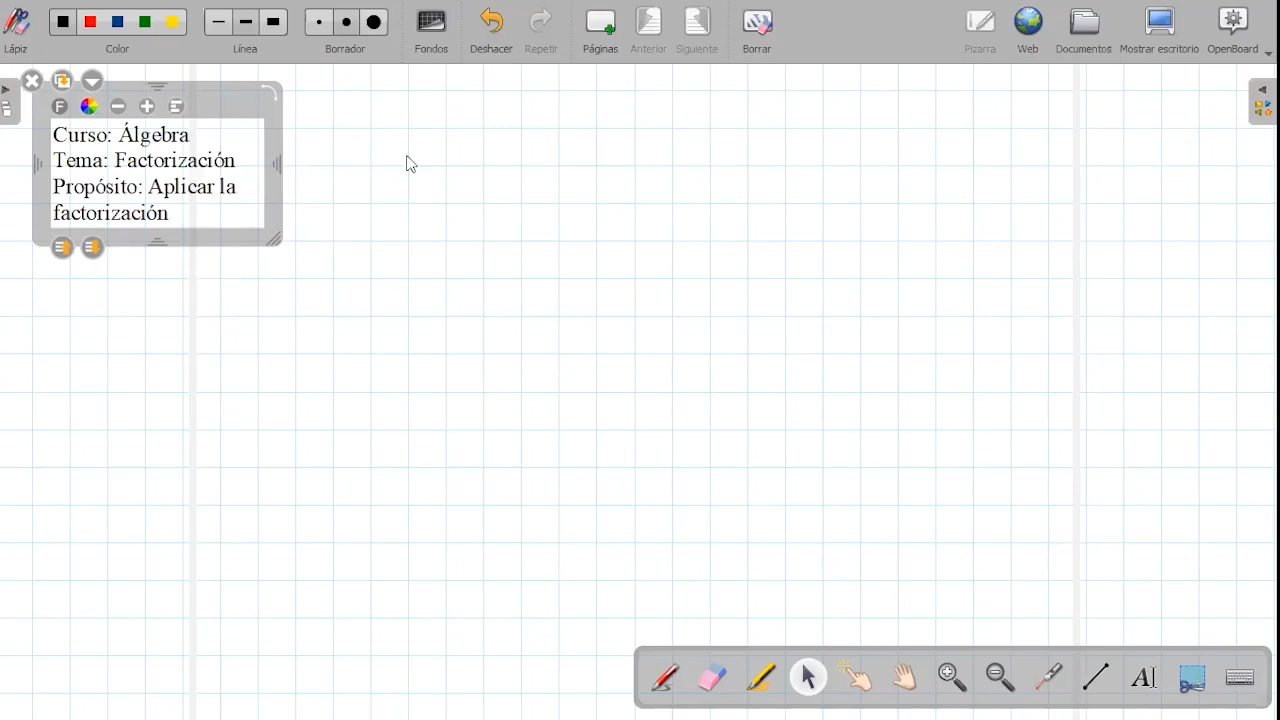 Lápiz
Color
Línea
Borrador
Fondos
Deshacer
Repetir
Páginas
Anterior
Siguiente
Borrar
Pizarra
Web
Documentos
Mostrar escritorio
OpenBoard
F
Curso: Álgebra
Tema: Factorización
Propósito: Aplicar la
factorización
A